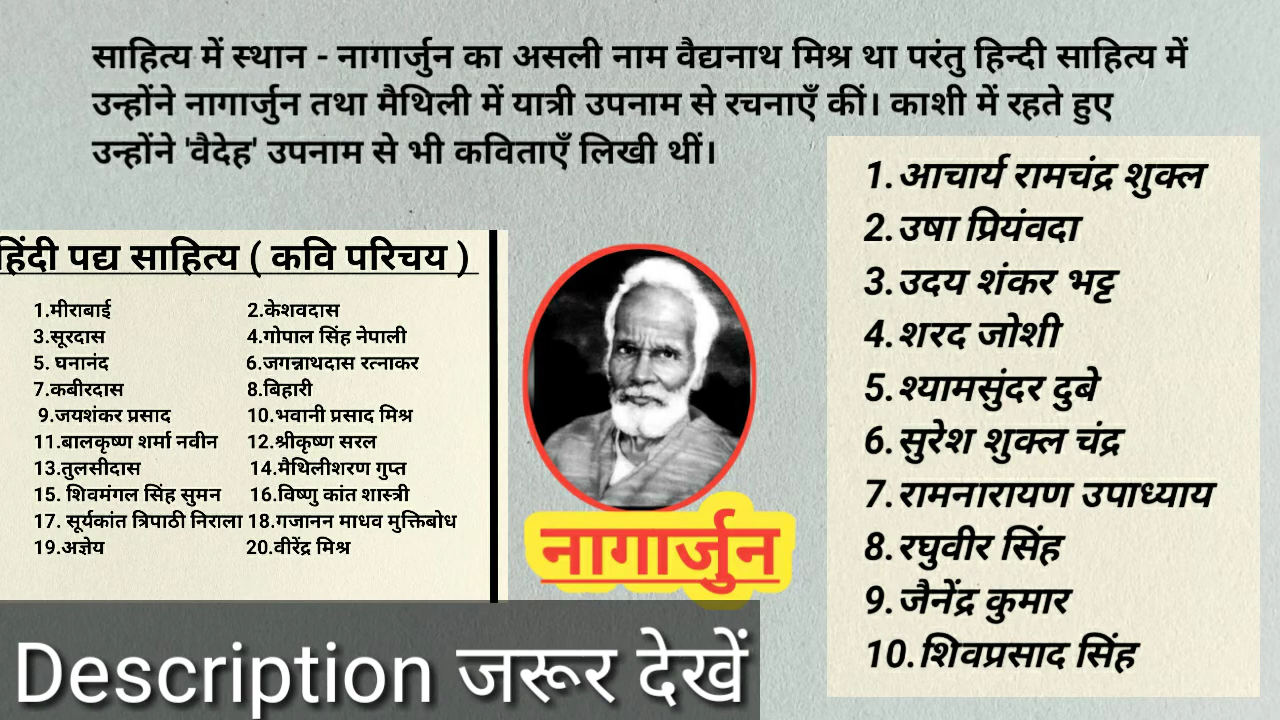 साहित्य में स्थान - नागार्जुन का असली नाम वैद्यनाथ मिश्र था परंतु हिन्दी साहित्य में
उन्होंने नागार्जुन तथा मैथिली में यात्री उपनाम से रचनाएँ कीं। काशी में रहते हुए
उन्होंने 'वैदेह' उपनाम से भी कविताएँ लिखी थीं।
हिंदी पद्य साहित्य ( कवि परिचय )
1.मीराबाई 2.केशवदास
3.सूरदास 4.गोपाल सिंह नेपाली
5. घनानंद 6.जगन्नाथदास रत्नाकर
7.कबीरदास 8.बिहारी
9.जयशंकर प्रसाद 10.भवानी प्रसाद मिश्र
11.बालकृष्ण शर्मा नवीन 12.श्रीकृष्ण सरल
13.तुलसीदास 14.मैथिलीशरण गुप्त
15. शिवमंगल सिंह सुमन 16.विष्णु कांत शास्त्री
17. सूर्यकांत त्रिपाठी निराला 18.गजानन माधव मुक्तिबोध
19.अज्ञेय 20.वीरेंद्र मिश्र
नागार्जुन
1.आचार्य रामचंद्र शुक्ल
2.उषा प्रियंवदा
3.उदय शंकर भट्ट
4.शरद जोशी
5.श्यामसुंदर दुबे
6.सुरेश शुक्ल चंद्र
7.रामनारायण उपाध्याय
8.रघुवीर सिंह
9.जैनेंद्र कुमार
10.शिवप्रसाद सिंह
Description जरूर देखें